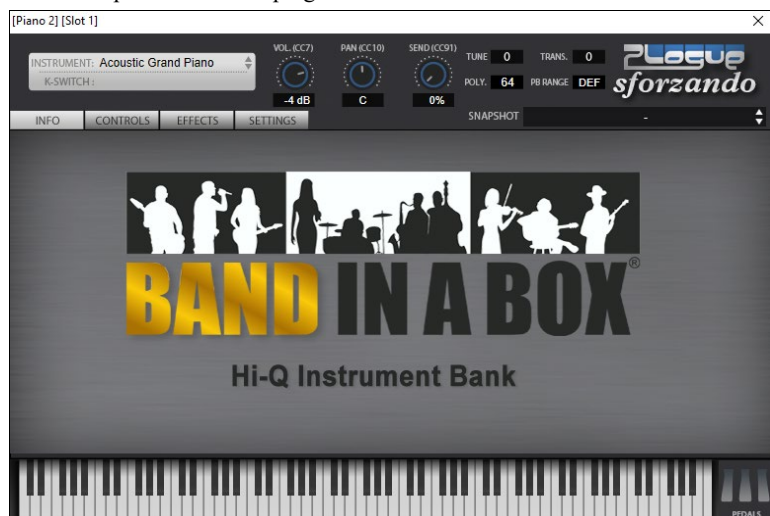 [Piano 2] [Slot 1]
INSTRUMENT: Acoustic Grand Piano
K-SWITCH :
VOL. (CC7) PAN (CC10) SEND (CC91)
-4 dB C 0%
TUNE 0 TRANS. 0
POLY. 64 PB RANGE DEF
Plogue
sforzando
INFO CONTROLS EFFECTS SETTINGS
SNAPSHOT -
BAND IN A BOX®
Hi-Q Instrument Bank
PEDALS